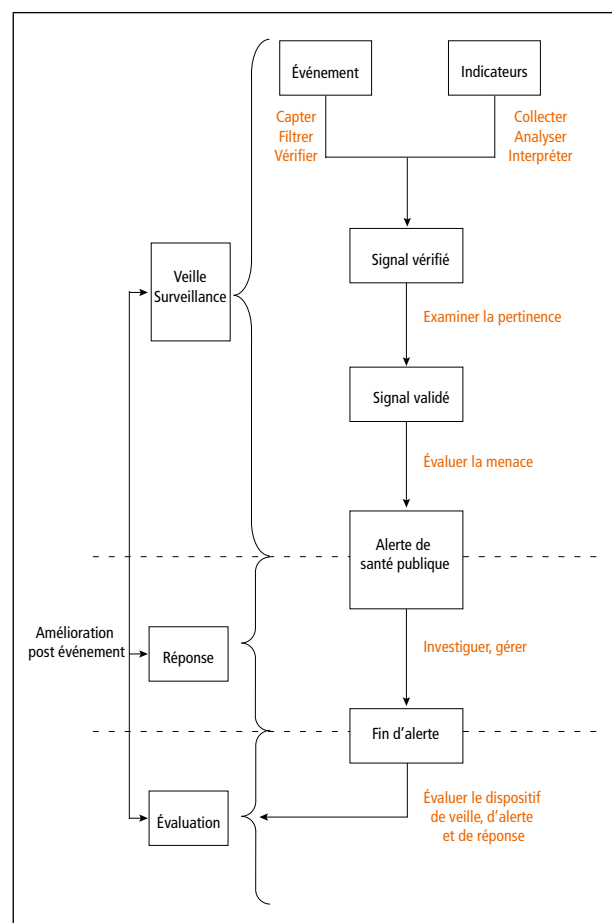 Événement
Indicateurs
Capter
Filtrer
Vérifier
Collecter
Analyser
Interpréter
Signal vérifié
Veille
Surveillance
Examiner la pertinence
Signal validé
Évaluer la menace
Alerte de
santé publique
Amélioration
post événement
Réponse
Investiguer, gérer
Fin d’alerte
Évaluation
Évaluer le dispositif
de veille, d’alerte
et de réponse